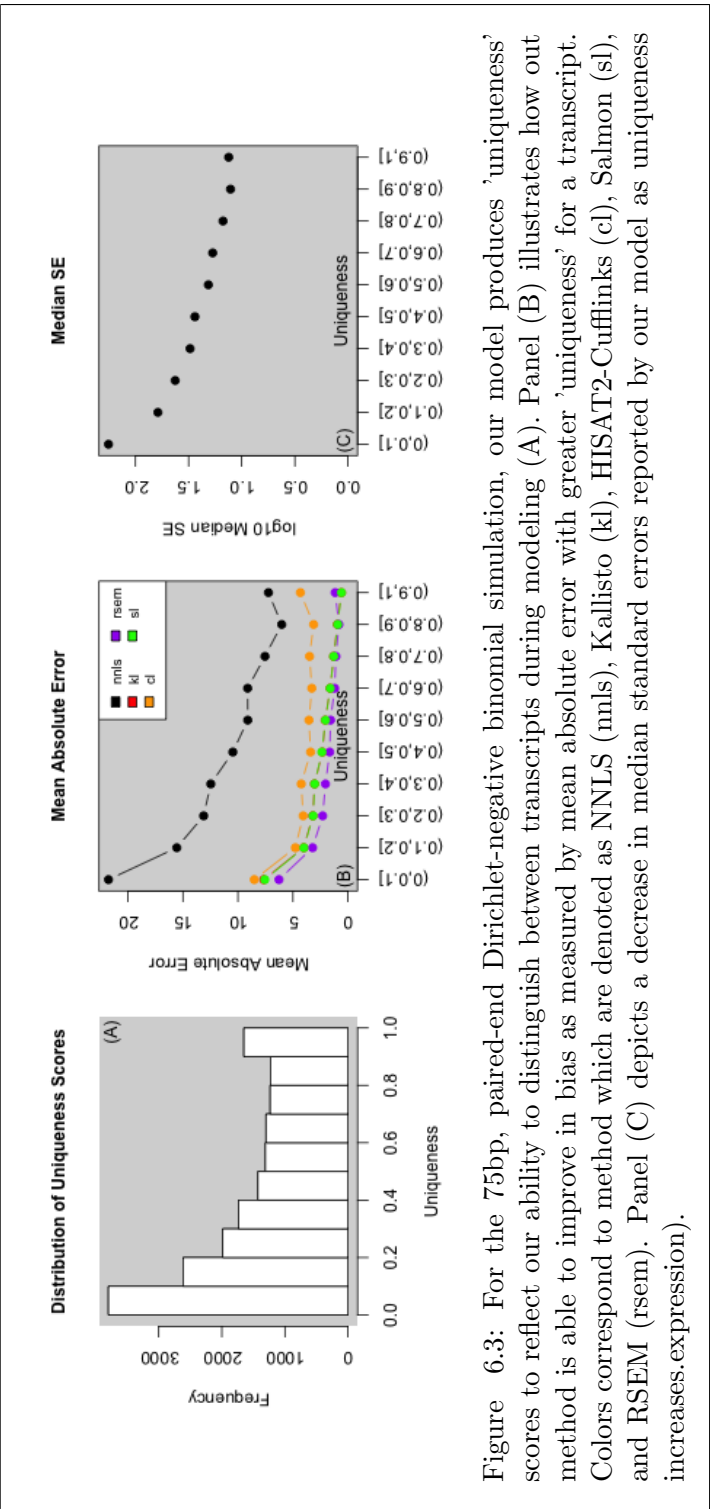 Distribution of Uniqueness Scores
Frequency
0 1000 2000 3000
(A)
0.0 0.2 0.4 0.6 0.8 1.0
Uniqueness
Mean Absolute Error
Mean Absolute Error
0 5 10 15 20
nnls rsem
kl sl
cl
(B)
(0,0.1] (0.1,0.2] (0.2,0.3] (0.3,0.4] (0.4,0.5] (0.5,0.6] (0.6,0.7] (0.7,0.8] (0.8,0.9] (0.9,1]
Uniqueness
Median SE
log10 Median SE
0.0 0.5 1.0 1.5 2.0
(C)
(0,0.1] (0.1,0.2] (0.2,0.3] (0.3,0.4] (0.4,0.5] (0.5,0.6] (0.6,0.7] (0.7,0.8] (0.8,0.9] (0.9,1]
Uniqueness
Figure 6.3: For the 75bp, paired-end Dirichlet-negative binomial simulation, our model produces 'uniqueness'
scores to reflect our ability to distinguish between transcripts during modeling (A). Panel (B) illustrates how out
method is able to improve in bias as measured by mean absolute error with greater 'uniqueness' for a transcript.
Colors correspond to method which are denoted as NNLS (nnls), Kallisto (kl), HISAT2-Cufflinks (cl), Salmon (sl),
and RSEM (rsem). Panel (C) depicts a decrease in median standard errors reported by our model as uniqueness
increases.expression).